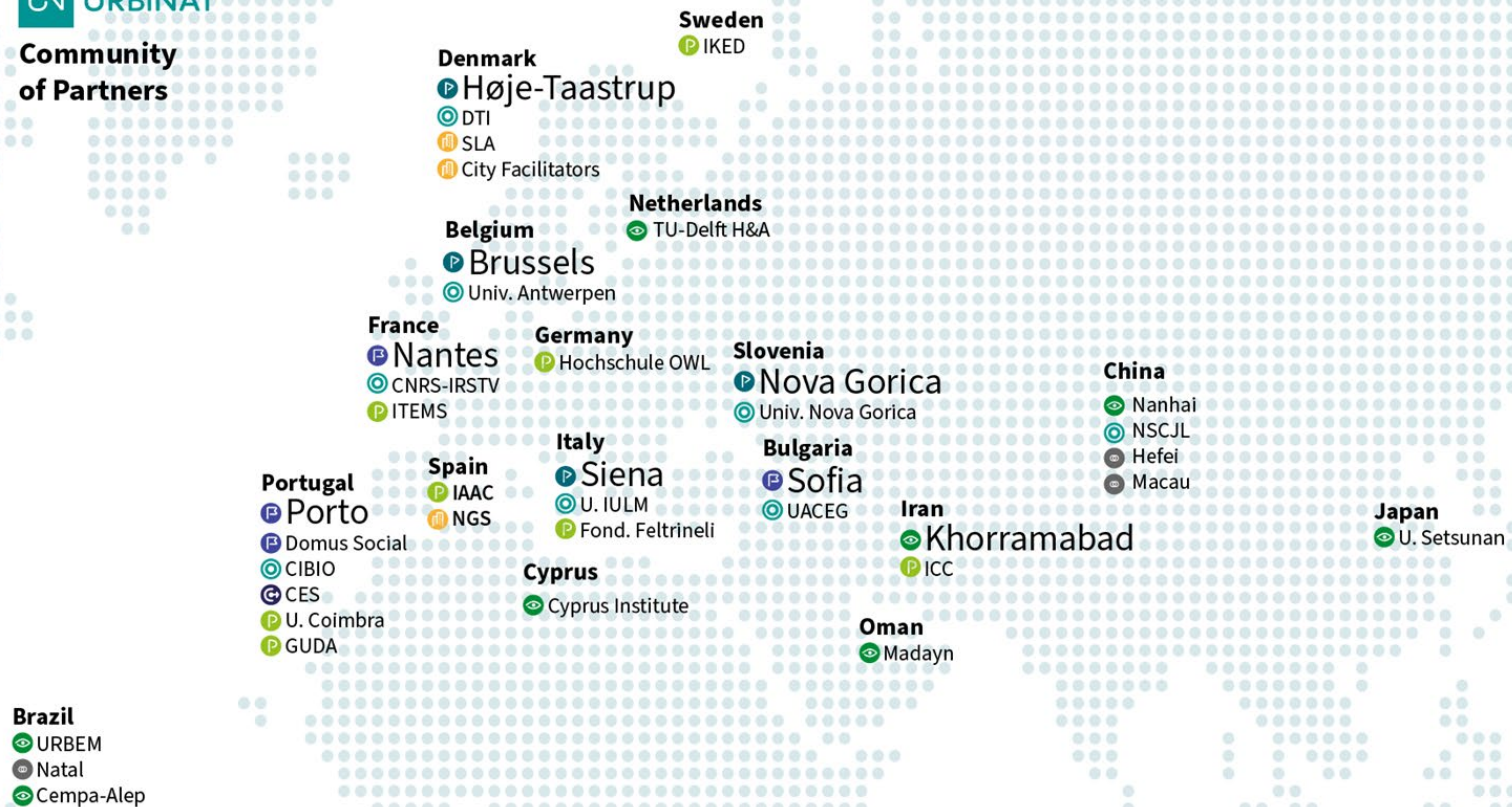 URBINAT
Community
of Partners
Sweden
IKED
Denmark
Høje-Taastrup
DTI
SLA
City Facilitators
Netherlands
TU-Delft H&A
Belgium
Brussels
Univ. Antwerpen
France
Nantes
CNRS-IRSTV
ITEMS
Germany
Hochschule OWL
Slovenia
Nova Gorica
Univ. Nova Gorica
China
Nanhai
NSCJL
Hefei
Macau
Italy
Siena
U. IULM
Fond. Feltrineli
Bulgaria
Sofia
UACEG
Spain
IAAC
NGS
Portugal
Porto
Domus Social
CIBIO
CES
U. Coimbra
GUDA
Iran
Khorramabad
ICC
Japan
U. Setsunan
Cyprus
Cyprus Institute
Oman
Madayn
Brazil
URBEM
Natal
Cempa-Alep